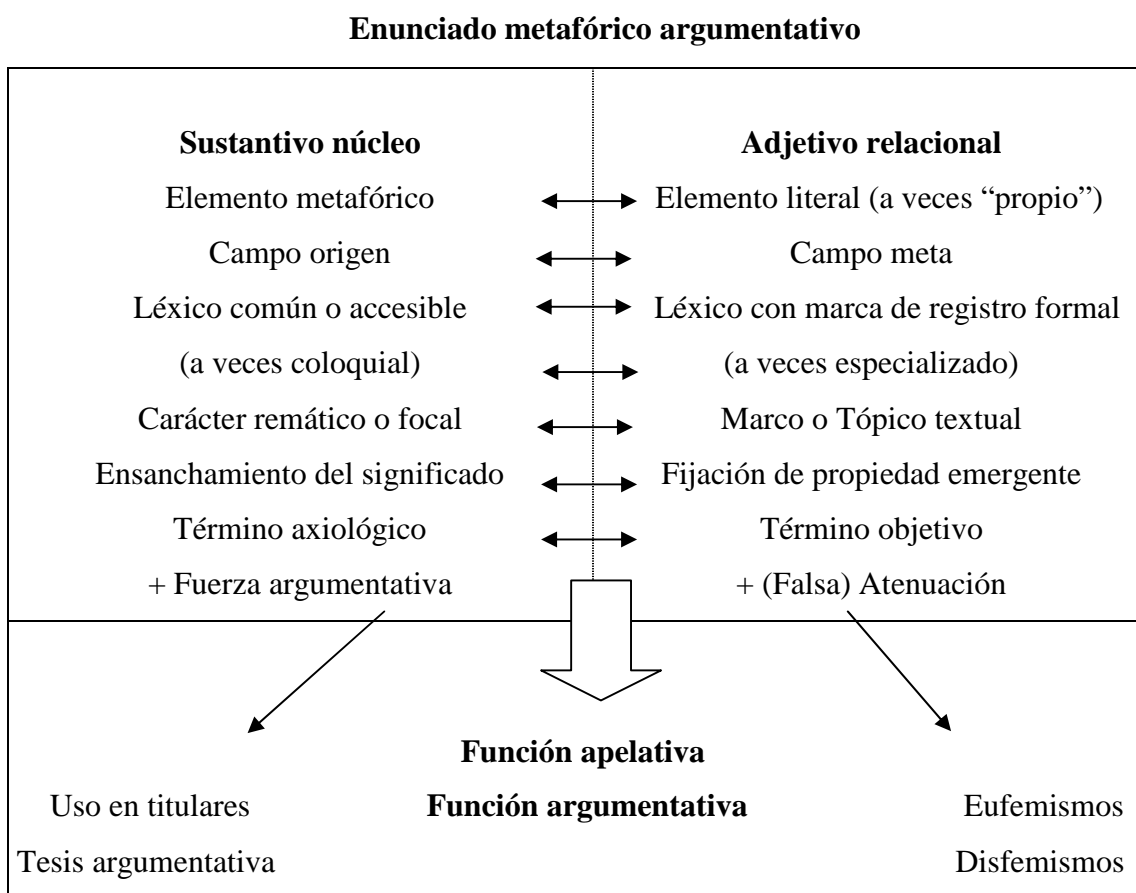 Enunciado metafórico argumentativo
Sustantivo núcleo
Adjetivo relacional
Elemento metafórico
Elemento literal (a veces “propio”)
Campo origen
Campo meta
Léxico común o accesible
Léxico con marca de registro formal
(a veces coloquial)
(a veces especializado)
Carácter remático o focal
Marco o Tópico textual
Ensanchamiento del significado
Fijación de propiedad emergente
Término axiológico
Término objetivo
+ Fuerza argumentativa
+ (Falsa) Atenuación
Función apelativa
Uso en titulares
Función argumentativa
Eufemismos
Tesis argumentativa
Disfemismos